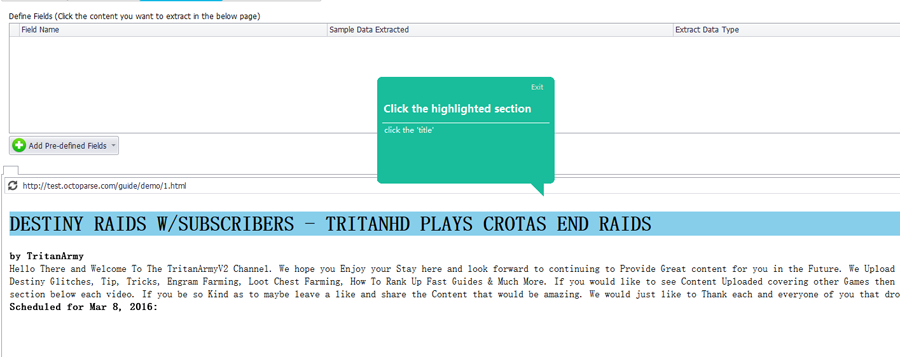 Define Fields (Click the content you want to extract in the below page)
Field Name Sample Data Extracted Extract Data Type
Exit
Click the highlighted section
click the 'title'
Add Pre-defined Fields
http://test.octoparse.com/guide/demo/1.html
DESTINY RAIDS W/SUBSCRIBERS - TRITANHD PLAYS CROTAS END RAIDS
by TritanArmy
Hello There and Welcome To The TritanArmyV2 Channel. We hope you Enjoy your Stay here and look forward to continuing to Provide Great content for you in the Future. We Upload
Destiny Glitches, Tip, Tricks, Engram Farming, Loot Chest Farming, How To Rank Up Fast Guides & Much More. If you would like to see Content Uploaded covering other Games then
section below each video. If you be so Kind as to maybe leave a like and share the Content that would be amazing. We would just like to Thank each and everyone of you that dro
Scheduled for Mar 8, 2016: